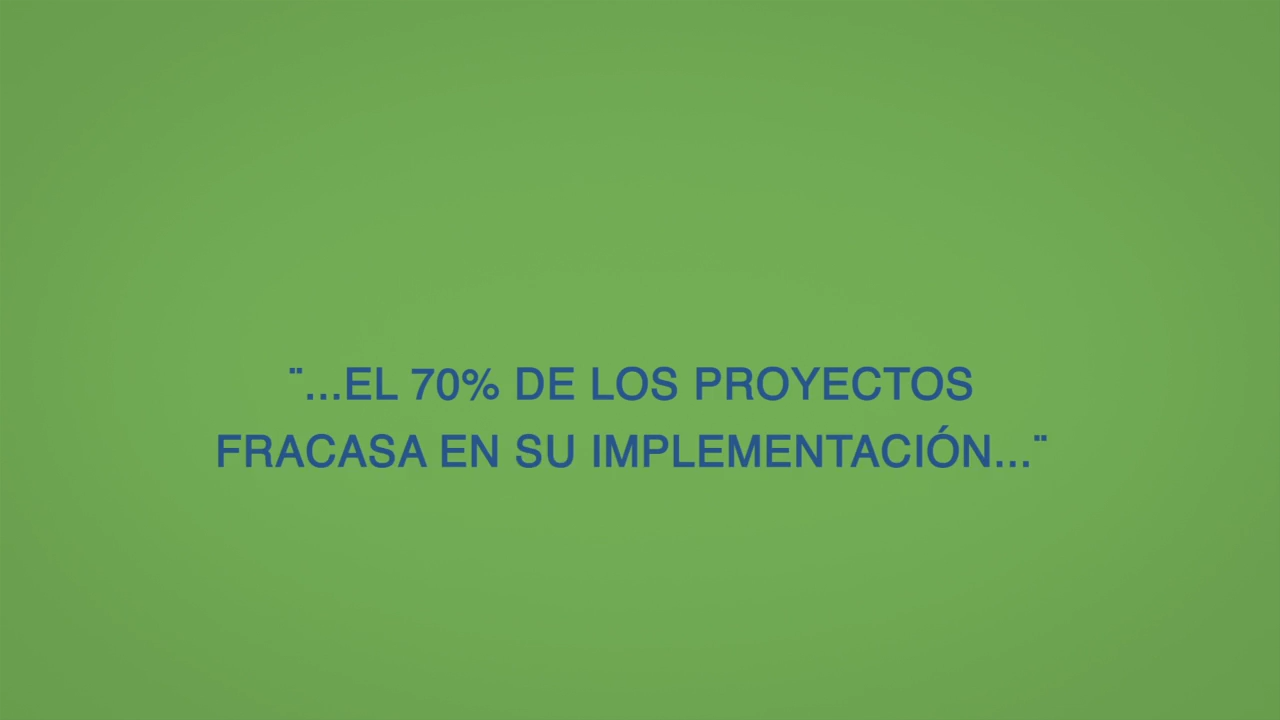 ¨...EL 70% DE LOS PROYECTOS
FRACASA EN SU IMPLEMENTACIÓN...¨